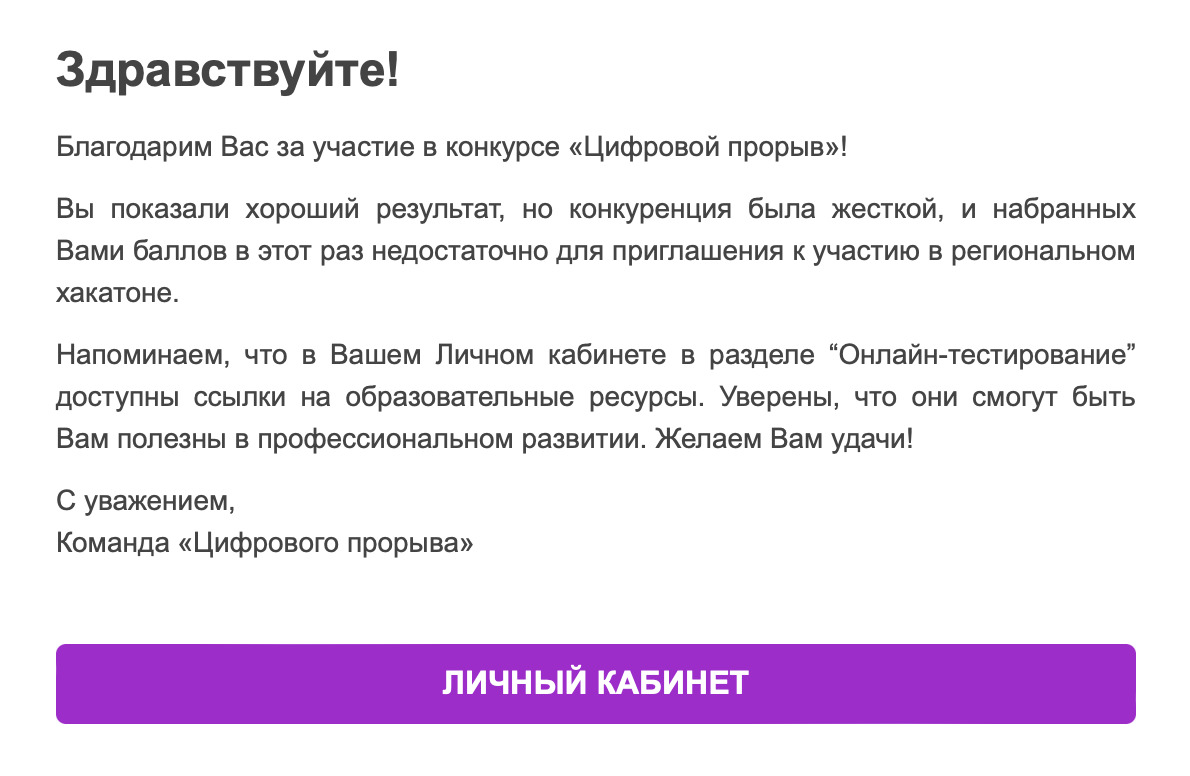 Здравствуйте!
Благодарим Вас за участие в конкурсе «Цифровой прорыв»!
Вы показали хороший результат, но конкуренция была жесткой, и набранных
Вами баллов в этот раз недостаточно для приглашения к участию в региональном
хакатоне.
Напоминаем, что в Вашем Личном кабинете в разделе “Онлайн-тестирование”
доступны ссылки на образовательные ресурсы. Уверены, что они смогут быть
Вам полезны в профессиональном развитии. Желаем Вам удачи!
С уважением,
Команда «Цифрового прорыва»
ЛИЧНЫЙ КАБИНЕТ